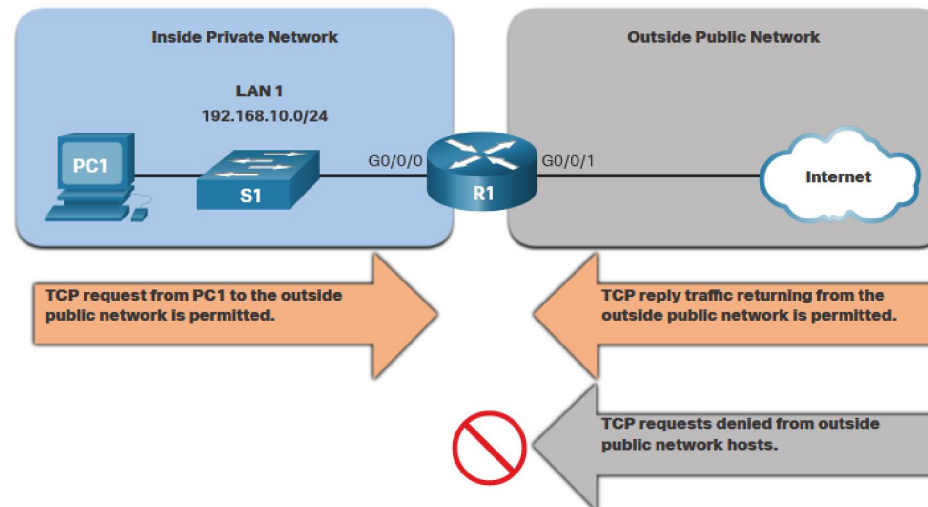 Inside Private Network
Outside Public Network
LAN 1
192.168.10.0/24
PC1
S1
G0/0/0
R1
G0/0/1
Internet
TCP request from PC1 to the outside
public network is permitted.
TCP reply traffic returning from the
outside public network is permitted.
TCP requests denied from outside
public network hosts.